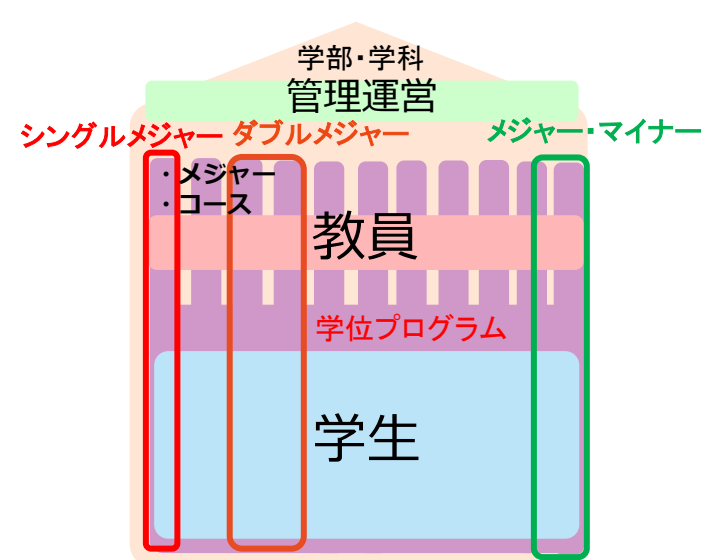 学部・学科
管理運営
シングルメジャー
ダブルメジャー
メジャー・マイナー
・メジャー
・コース
教員
学位プログラム
学生